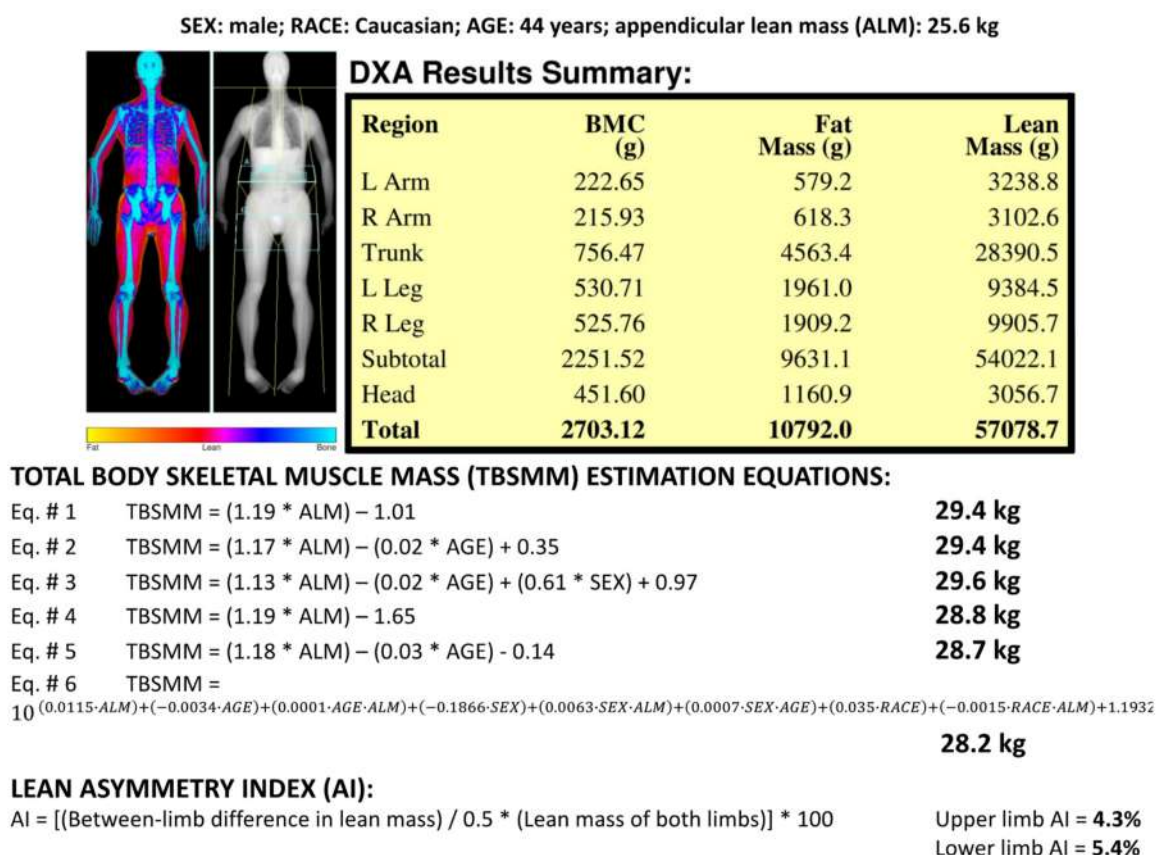 SEX: male; RACE: Caucasian; AGE: 44 years; appendicular lean mass (ALM): 25.6 kg
DXA Results Summary:
Region BMC (g) Fat Mass (g) Lean Mass (g)
L Arm 222.65 579.2 3238.8
R Arm 215.93 618.3 3102.6
Trunk 756.47 4563.4 28390.5
L Leg 530.71 1961.0 9384.5
R Leg 525.76 1909.2 9905.7
Subtotal 2251.52 9631.1 54022.1
Head 451.60 1160.9 3056.7
Total 2703.12 10792.0 57078.7
Fat Lean Bone
TOTAL BODY SKELETAL MUSCLE MASS (TBSMM) ESTIMATION EQUATIONS:
Eq. # 1 TBSMM = (1.19 * ALM) – 1.01 29.4 kg
Eq. # 2 TBSMM = (1.17 * ALM) – (0.02 * AGE) + 0.35 29.4 kg
Eq. # 3 TBSMM = (1.13 * ALM) – (0.02 * AGE) + (0.61 * SEX) + 0.97 29.6 kg
Eq. # 4 TBSMM = (1.19 * ALM) – 1.65 28.8 kg
Eq. # 5 TBSMM = (1.18 * ALM) – (0.03 * AGE) - 0.14 28.7 kg
Eq. # 6 TBSMM =
10 (0.0115·ALM)+(−0.0034·AGE)+(0.0001·AGE·ALM)+(−0.1866·SEX)+(0.0063·SEX·ALM)+(0.0007·SEX·AGE)+(0.035·RACE)+(−0.0015·RACE·ALM)+1.1932
28.2 kg
LEAN ASYMMETRY INDEX (AI):
AI = [(Between-limb difference in lean mass) / 0.5 * (Lean mass of both limbs)] * 100 Upper limb AI = 4.3%
Lower limb AI = 5.4%